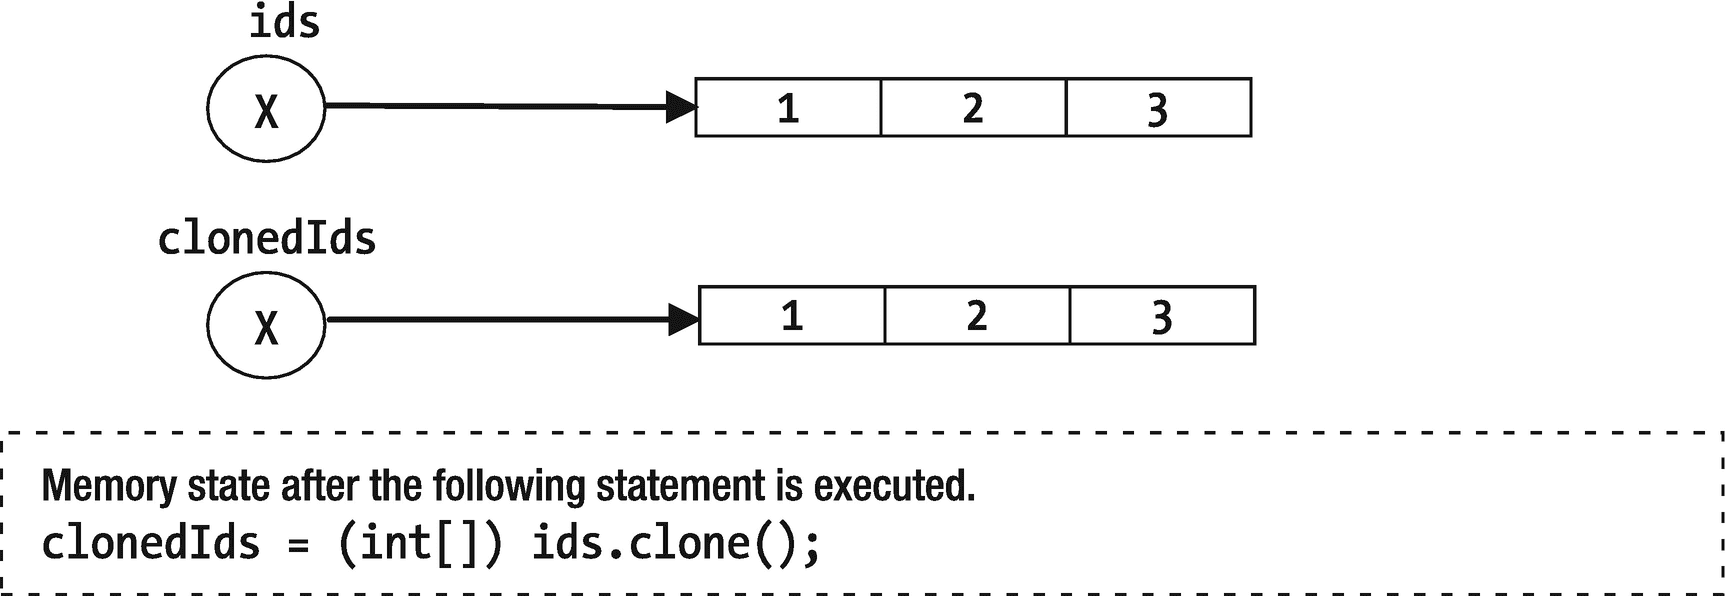 ids
X
1 2 3
clonedIds
X
1 2 3
Memory state after the following statement is executed.
clonedIds = (int[]) ids.clone();